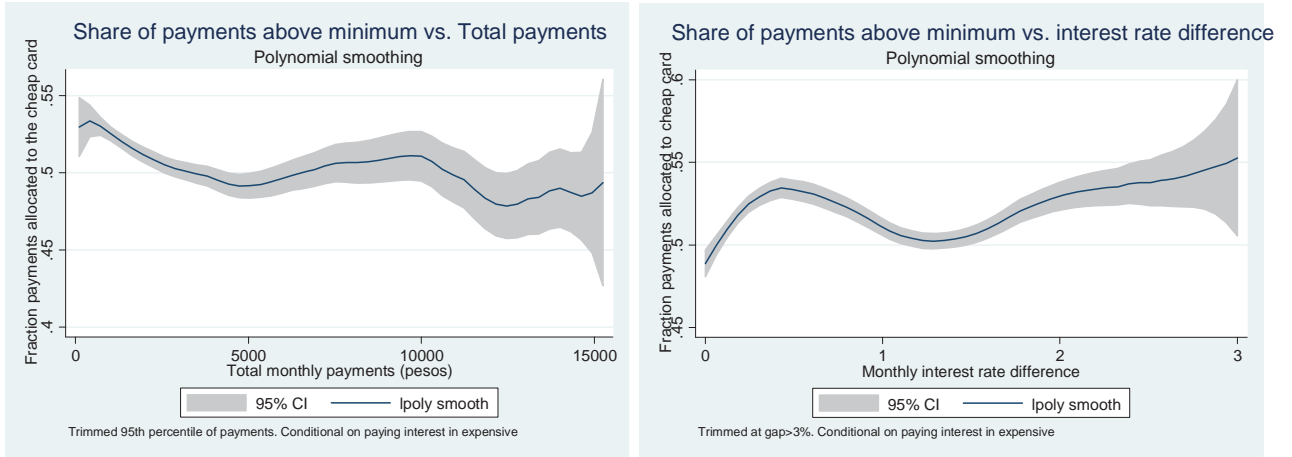 Share of payments above minimum vs. Total payments
Polynomial smoothing
Fraction payments allocated to the cheap card
.55
.5
.45
.4
0 5000 10000 15000
Total monthly payments (pesos)
95% CI lpoly smooth
Trimmed 95th percentile of payments. Conditional on paying interest in expensive
Share of payments above minimum vs. interest rate difference
Polynomial smoothing
Fraction payments allocated to cheap card
.6
.55
.5
.45
0 1 2 3
Monthly interest rate difference
95% CI lpoly smooth
Trimmed at gap>3%. Conditional on paying interest in expensive